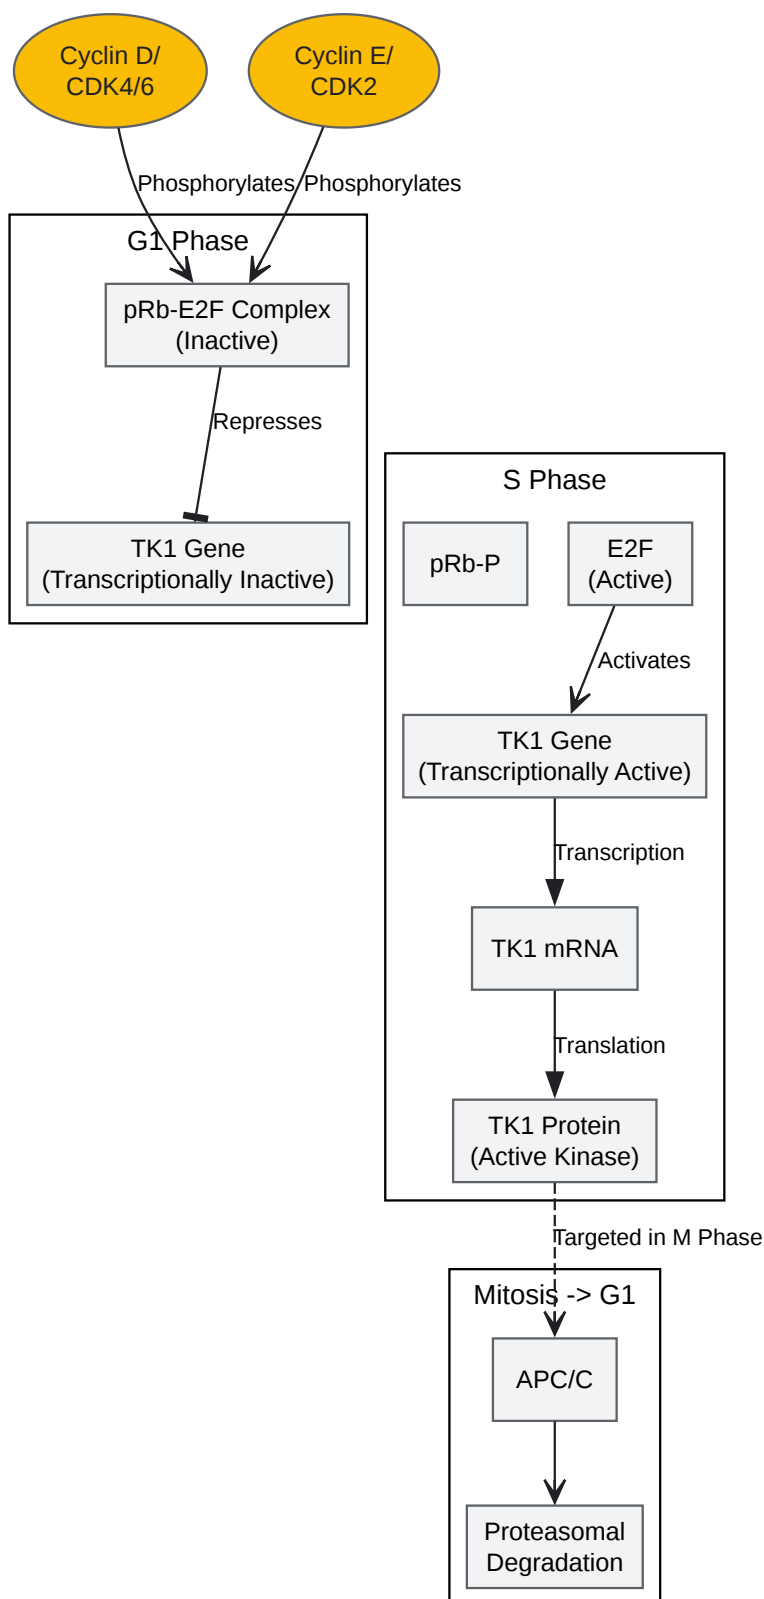 Cyclin D/
CDK4/6
Cyclin E/
CDK2
Phosphorylates
Phosphorylates
G1 Phase
pRb-E2F Complex
(Inactive)
Represses
TK1 Gene
(Transcriptionally Inactive)
S Phase
pRb-P
E2F
(Active)
Activates
TK1 Gene
(Transcriptionally Active)
Transcription
TK1 mRNA
Translation
TK1 Protein
(Active Kinase)
Targeted in M Phase
Mitosis -> G1
APC/C
Proteasomal
Degradation